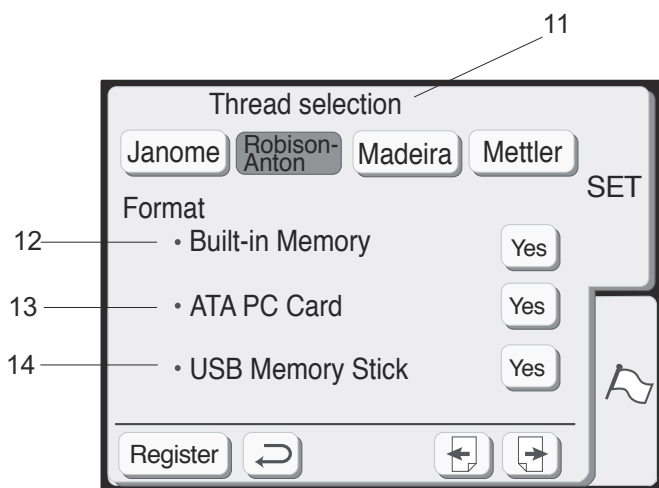 11
Thread selection
Janome Robison-Anton Madeira Mettler
SET
Format
12 • Built-in Memory Yes
13 • ATA PC Card Yes
14 • USB Memory Stick Yes
Register